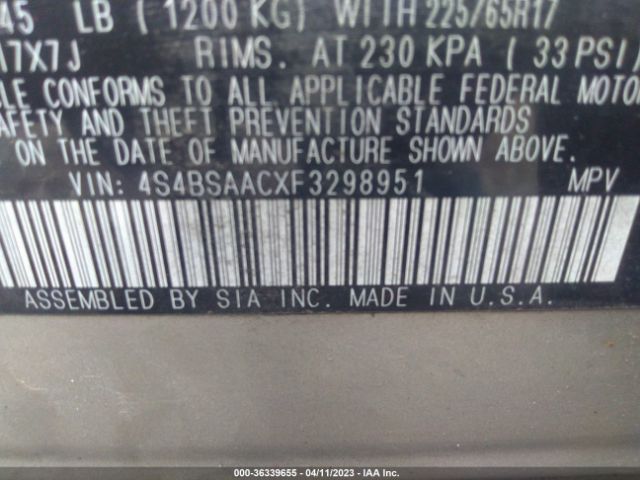 45 LB ( 1200 KG) WITH 225/65R17
17X7J RIMS. AT 230 KPA ( 33 PSI)
LE CONFORMS TO ALL APPLICABLE FEDERAL MOTO
AFETY AND THEFT PREVENTION STANDARDS
ON THE DATE OF MANUFACTURE SHOWN ABOVE.
VIN: 4S4BSAACXF3298951 MPV
ASSEMBLED BY SIA INC. MADE IN U.S.A.
000-36339655 - 04/11/2023 - IAA Inc.